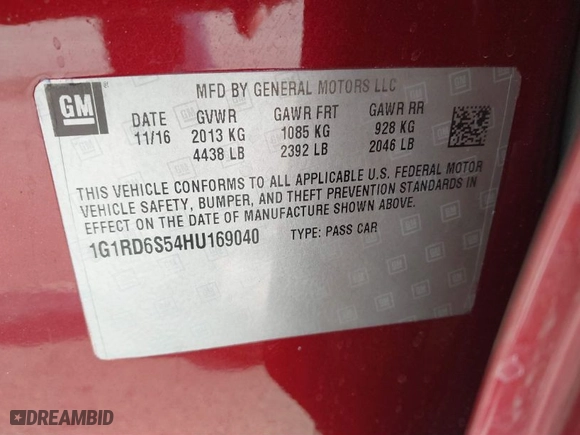 GM
MFD BY GENERAL MOTORS LLC
DATE GVWR GAWR FRT GAWR RR
11/16 2013 KG 1085 KG 928 KG
4438 LB 2392 LB 2046 LB
THIS VEHICLE CONFORMS TO ALL APPLICABLE U.S. FEDERAL MOTOR
VEHICLE SAFETY, BUMPER, AND THEFT PREVENTION STANDARDS IN
EFFECT ON THE DATE OF MANUFACTURE SHOWN ABOVE.
1G1RD6S54HU169040 TYPE: PASS CAR
DREAMBID